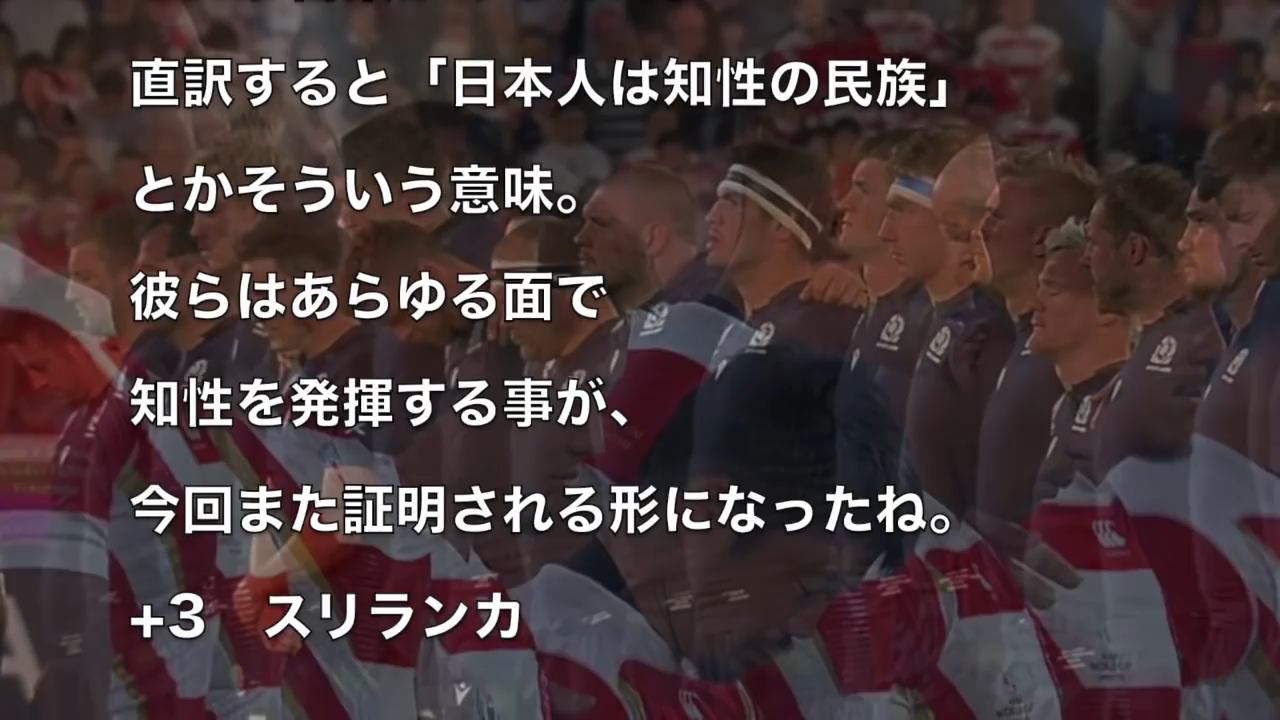 直訳すると「日本人は知性の民族」
とかそういう意味。
彼らはあらゆる面で
知性を発揮する事が、
今回また証明される形になったね。
+3　スリランカ